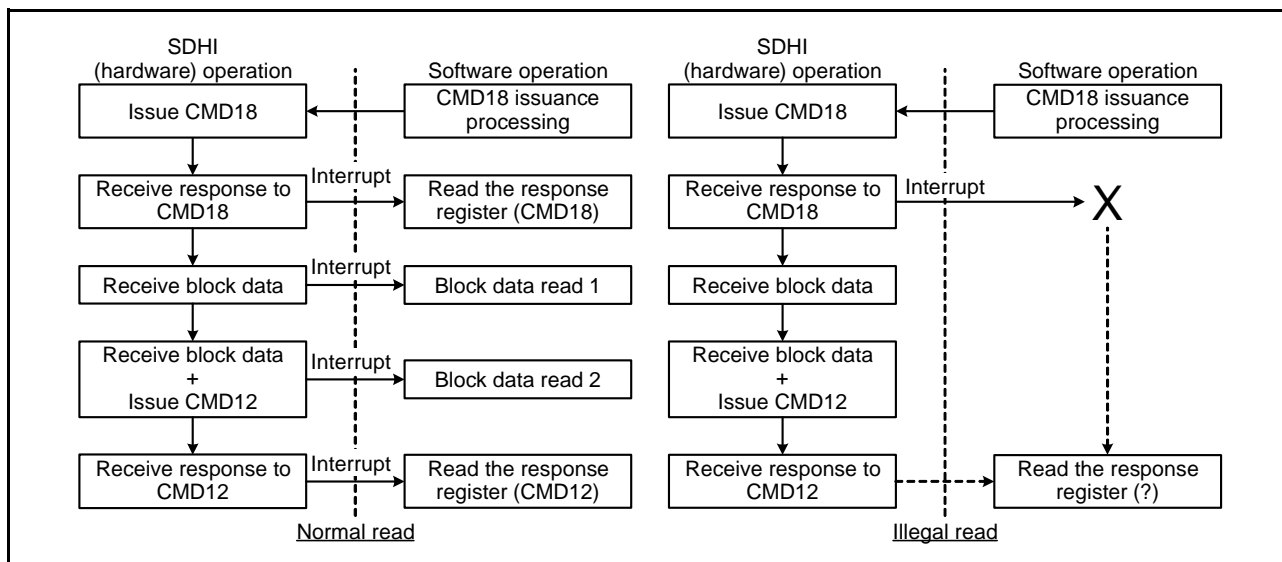 SDHI
(hardware) operation
Software operation
Issue CMD18
CMD18 issuance
processing
Receive response to
CMD18
Interrupt
Read the response
register (CMD18)
Receive block data
Interrupt
Block data read 1
Receive block data
+
Issue CMD12
Interrupt
Block data read 2
Receive response to
CMD12
Interrupt
Read the response
register (CMD12)
Normal read
SDHI
(hardware) operation
Software operation
Issue CMD18
CMD18 issuance
processing
Receive response to
CMD18
Interrupt
X
Receive block data
Receive block data
+
Issue CMD12
Receive response to
CMD12
Read the response
register (?)
Illegal read